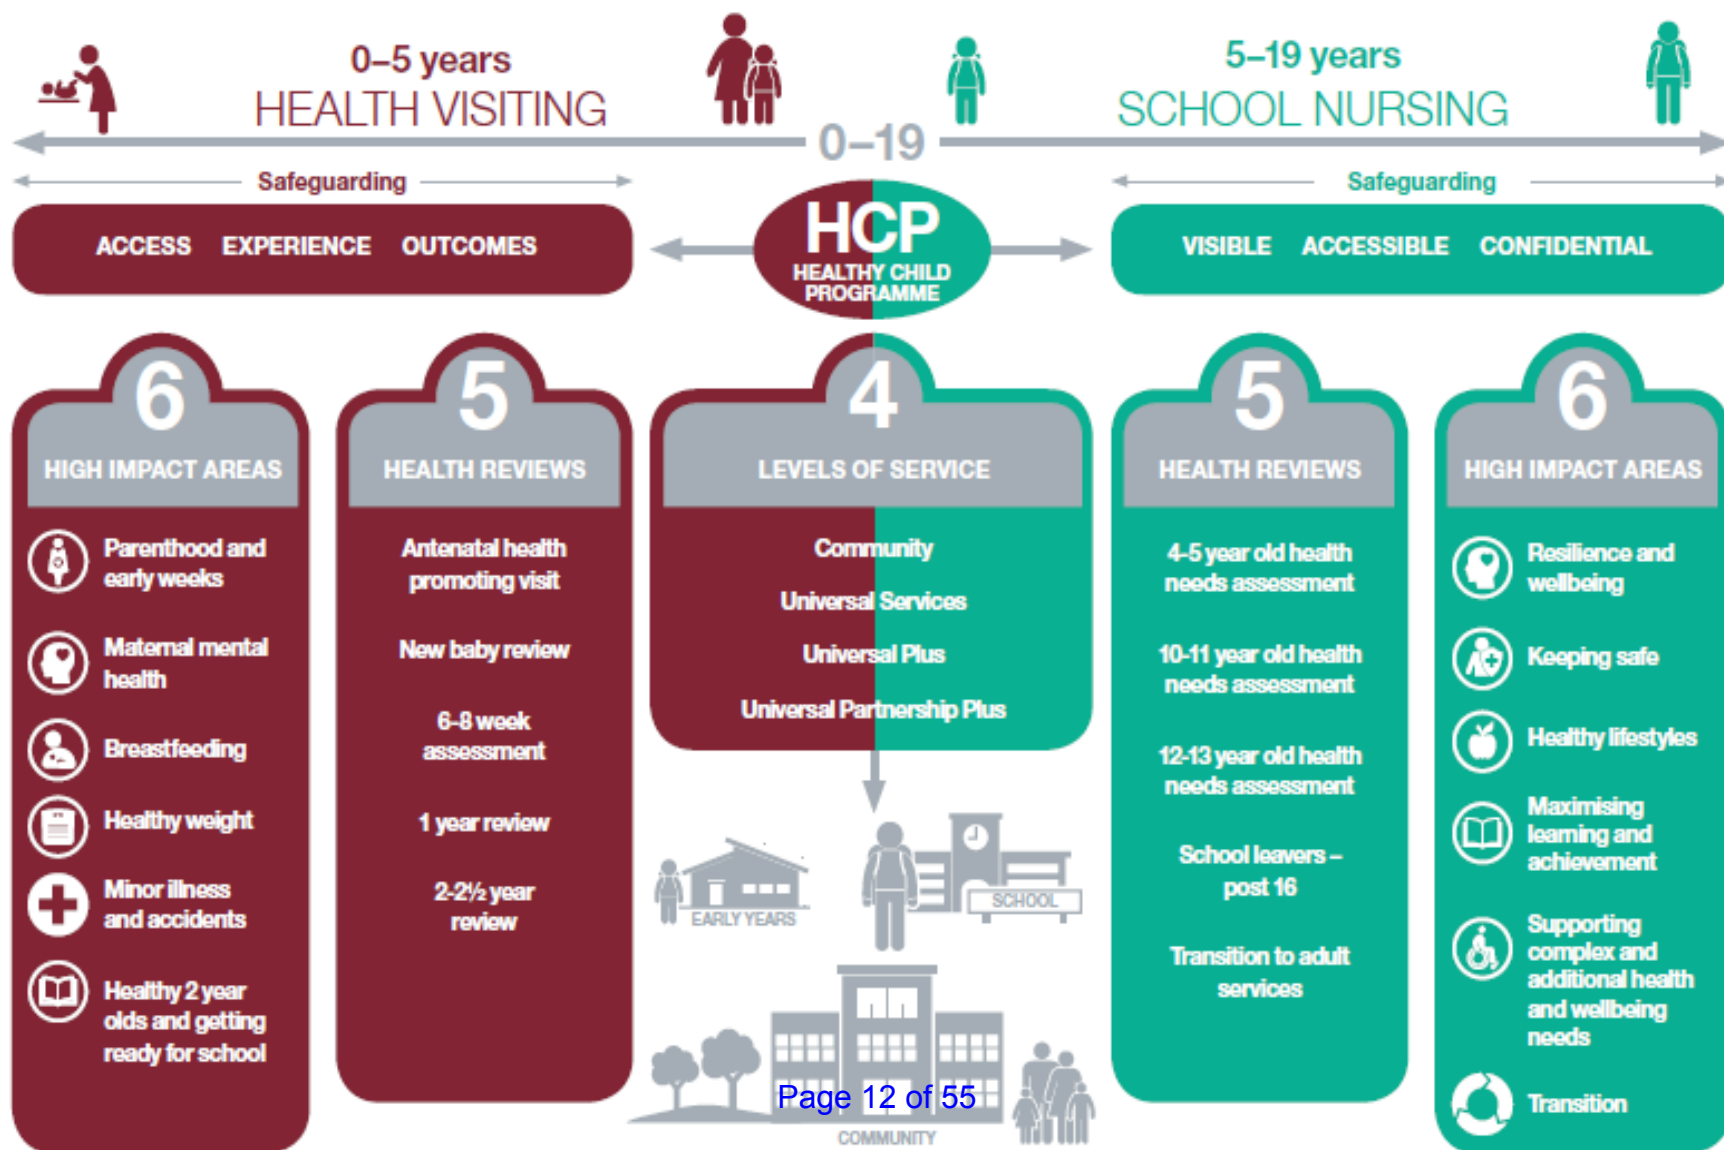 0–5 years
HEALTH VISITING
5–19 years
SCHOOL NURSING
0–19
Safeguarding
Safeguarding
ACCESS EXPERIENCE OUTCOMES
HCP
HEALTHY CHILD
PROGRAMME
VISIBLE ACCESSIBLE CONFIDENTIAL
6
HIGH IMPACT AREAS
Parenthood and
early weeks
Maternal mental
health
Breastfeeding
Healthy weight
Minor illness
and accidents
Healthy 2 year
olds and getting
ready for school
5
HEALTH REVIEWS
Antenatal health
promoting visit
New baby review
6-8 week
assessment
1 year review
2-2½ year
review
4
LEVELS OF SERVICE
Community
Universal Services
Universal Plus
Universal Partnership Plus
EARLY YEARS
SCHOOL
Page 12 of 55
COMMUNITY
5
HEALTH REVIEWS
4-5 year old health
needs assessment
10-11 year old health
needs assessment
12-13 year old health
needs assessment
School leavers –
post 16
Transition to adult
services
6
HIGH IMPACT AREAS
Resilience and
wellbeing
Keeping safe
Healthy lifestyles
Maximising
learning and
achievement
Supporting
complex and
additional health
and wellbeing
needs
Transition